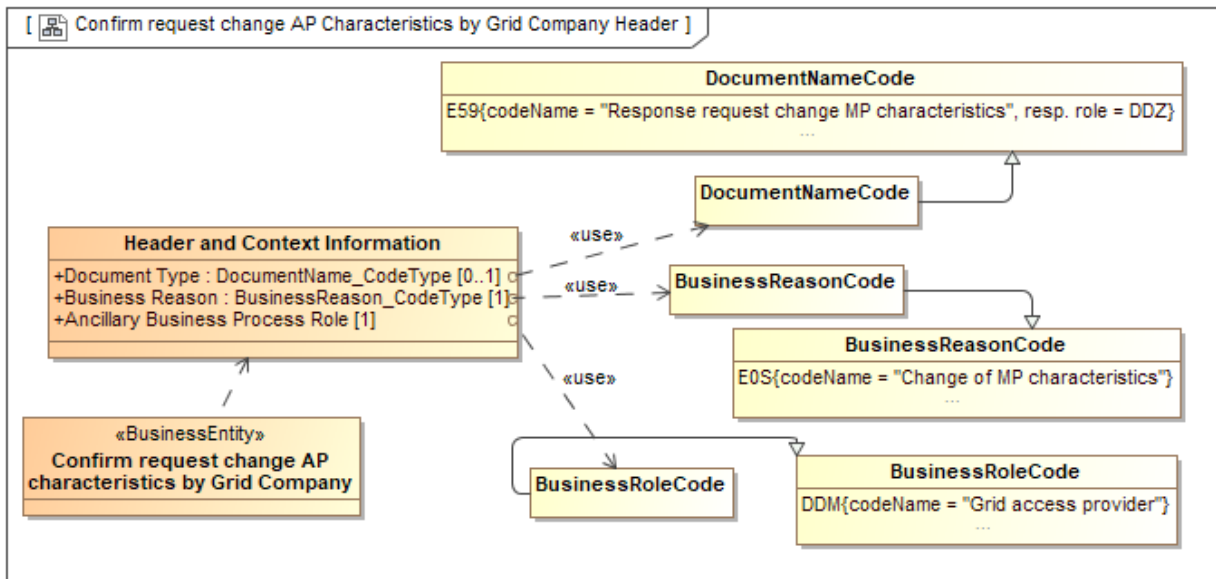 [ Confirm request change AP Characteristics by Grid Company Header ]
DocumentNameCode
E59{codeName = "Response request change MP characteristics", resp. role = DDZ}
...
DocumentNameCode
«use»
Header and Context Information
+Document Type : DocumentName_CodeType [0..1]
+Business Reason : BusinessReason_CodeType [1]
+Ancillary Business Process Role [1]
«use»
BusinessReasonCode
BusinessReasonCode
E0S{codeName = "Change of MP characteristics"}
...
«use»
«BusinessEntity»
Confirm request change AP
characteristics by Grid Company
BusinessRoleCode
BusinessRoleCode
DDM{codeName = "Grid access provider"}
...